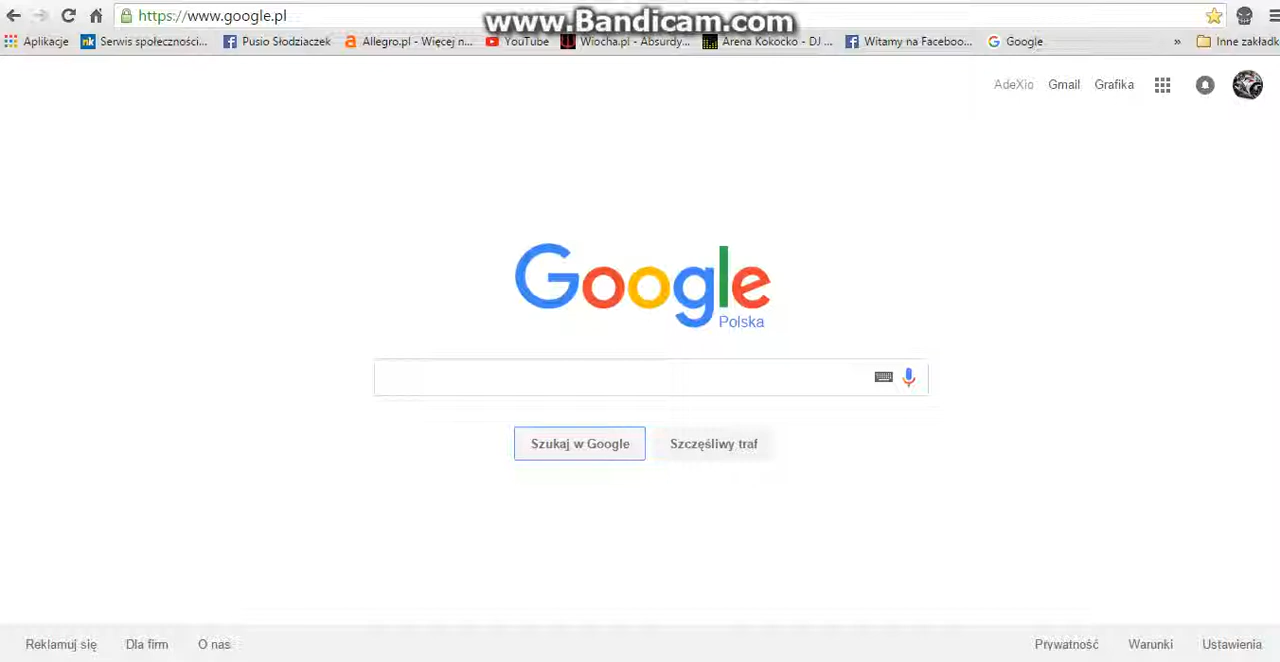 https://www.google.pl
www.Bandicam.com
Aplikacje nk Serwis społeczności... Pusio Słodziaczek a Allegro.pl - Więcej n... YouTube Wiocha.pl - Absurdy... Arena Kokocko - DJ ... Witamy na Faceboo... Google » Inne zakładk
AdeXio Gmail Grafika
Google
Polska
Szukaj w Google Szczęśliwy traf
Reklamuj się Dla firm O nas Prywatność Warunki Ustawienia